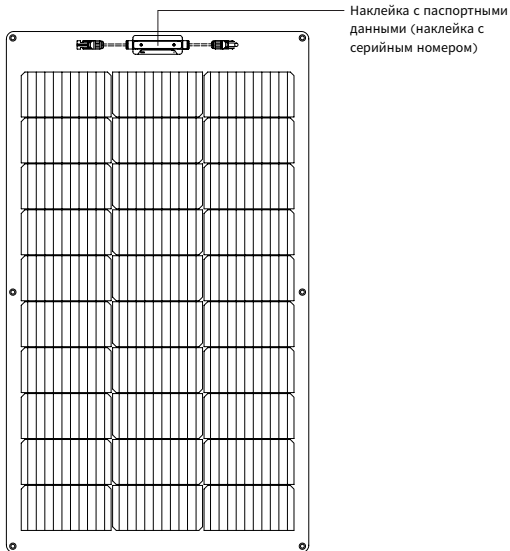 Наклейка с паспортными
данными (наклейка с
серийным номером)